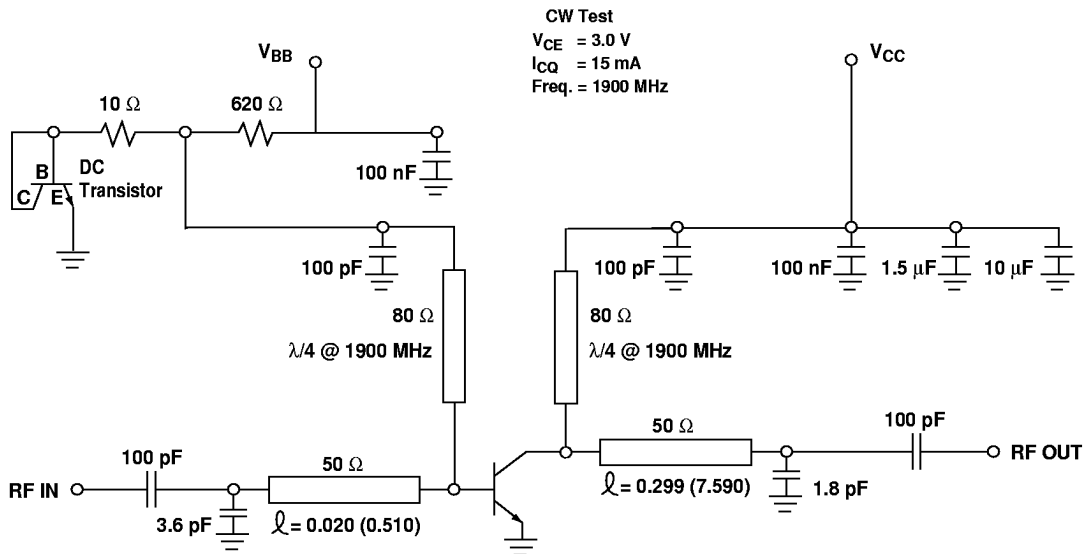 CW Test
V_CE = 3.0 V
I_CQ = 15 mA
Freq. = 1900 MHz
V_BB
V_CC
10 Ω
620 Ω
B
C
E
DC
Transistor
100 nF
100 pF
100 pF
100 nF
1.5 μF
10 μF
80 Ω
λ/4 @ 1900 MHz
80 Ω
λ/4 @ 1900 MHz
100 pF
50 Ω
RF OUT
ℓ = 0.299 (7.590)
1.8 pF
100 pF
50 Ω
RF IN
3.6 pF
ℓ = 0.020 (0.510)